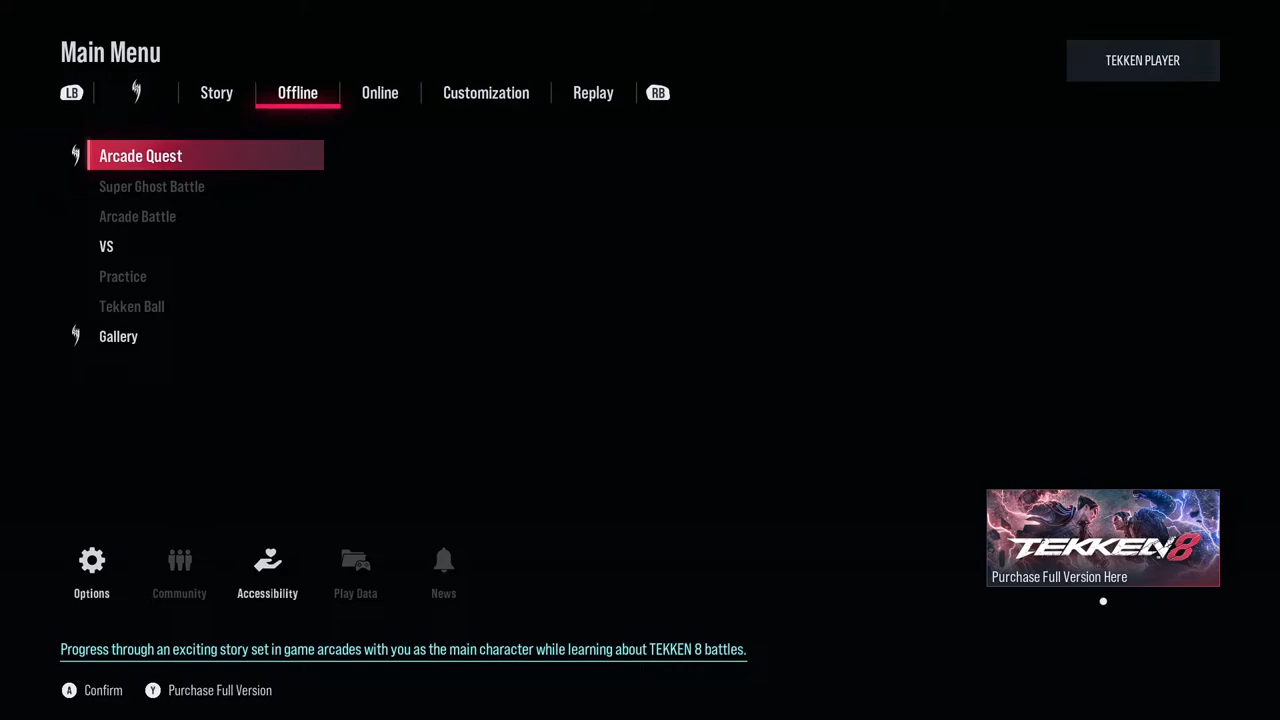 Main Menu
TEKKEN PLAYER
LB
Story
Offline
Online
Customization
Replay
RB
Arcade Quest
Super Ghost Battle
Arcade Battle
VS
Practice
Tekken Ball
Gallery
TEKKEN 8
Purchase Full Version Here
Options
Community
Accessibility
Play Data
News
Progress through an exciting story set in game arcades with you as the main character while learning about TEKKEN 8 battles.
A Confirm
Y Purchase Full Version